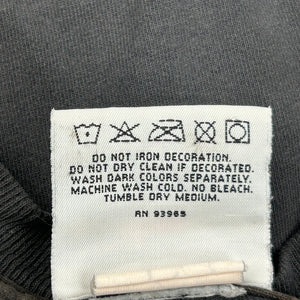 DO NOT IRON DECORATION.
DO NOT DRY CLEAN IF DECORATED.
WASH DARK COLORS SEPARATELY.
MACHINE WASH COLD. NO BLEACH.
TUMBLE DRY MEDIUM.
RN 93965